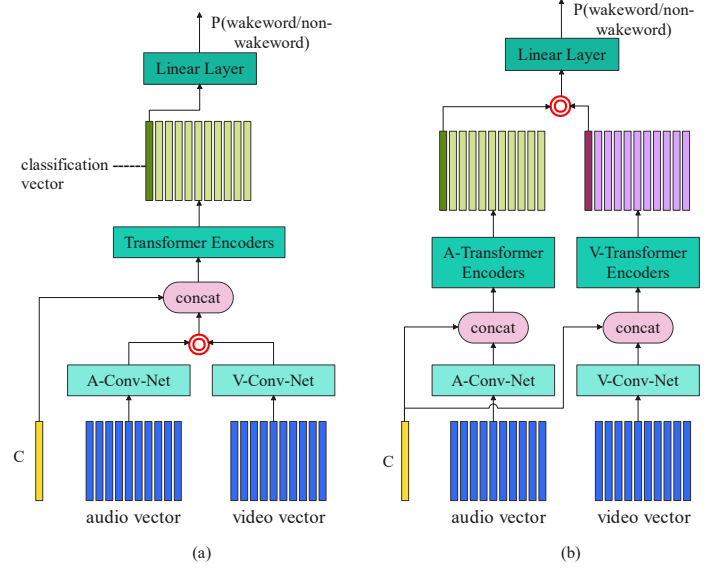 P(wakeword/non-
wakeword)
Linear Layer
classification
vector
Transformer Encoders
concat
A-Conv-Net
V-Conv-Net
C
audio vector
video vector
(a)
P(wakeword/non-
wakeword)
Linear Layer
A-Transformer
Encoders
V-Transformer
Encoders
concat
concat
A-Conv-Net
V-Conv-Net
C
audio vector
video vector
(b)